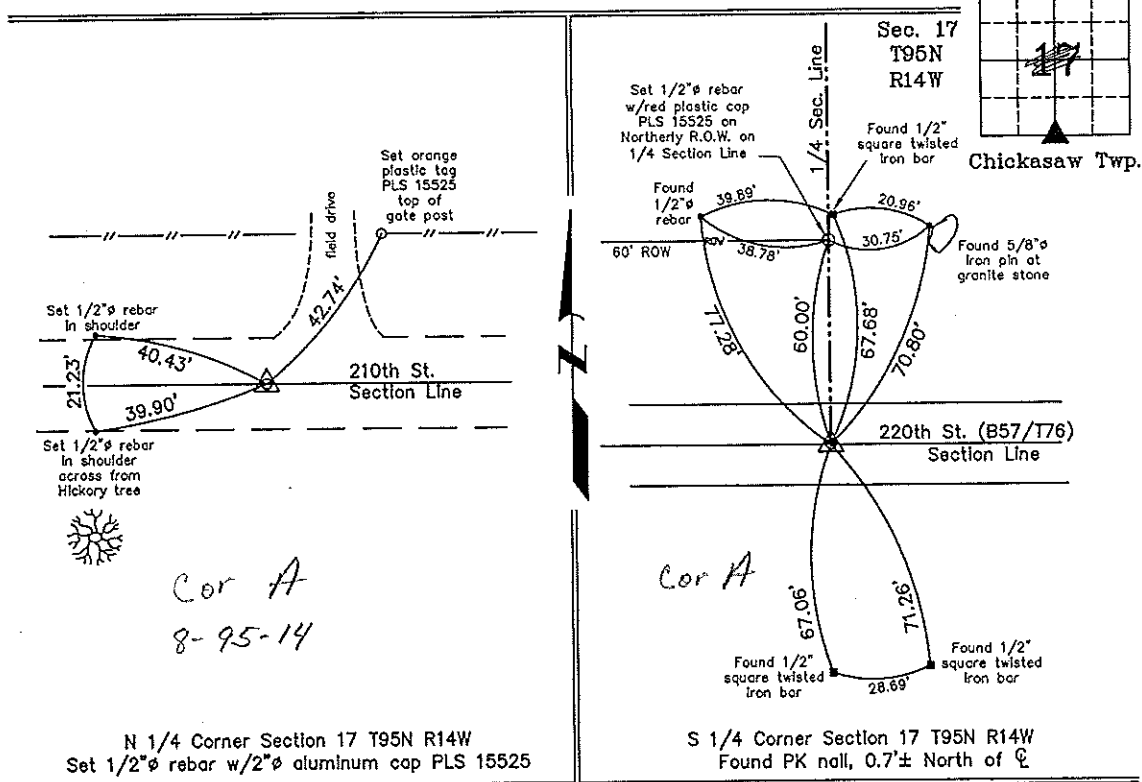 Set orange
plastic tag
PLS 15525
top of
gate post
field drive
42.74'
Set 1/2"ø rebar
in shoulder
40.43'
21.23'
39.90'
210th St.
Section Line
Set 1/2"ø rebar
in shoulder
across from
Hickory tree
Cor A
8-95-14
N 1/4 Corner Section 17 T95N R14W
Set 1/2"ø rebar w/2"ø aluminum cap PLS 15525
N
Sec. 17
T95N
R14W
17
Chickasaw Twp.
1/4 Sec. Line
Set 1/2"ø rebar
w/red plastic cap
PLS 15525 on
Northerly R.O.W. on
1/4 Section Line
Found 1/2"
square twisted
iron bar
Found
1/2"ø
rebar
39.89'
20.96'
60' ROW
38.78'
30.75'
Found 5/8"ø
iron pin at
granite stone
77.28'
60.00'
67.68'
70.80'
220th St. (B57/T76)
Section Line
Cor A
67.06'
71.26'
Found 1/2"
square twisted
iron bar
28.69'
Found 1/2"
square twisted
iron bar
S 1/4 Corner Section 17 T95N R14W
Found PK nail, 0.7'± North of ℄